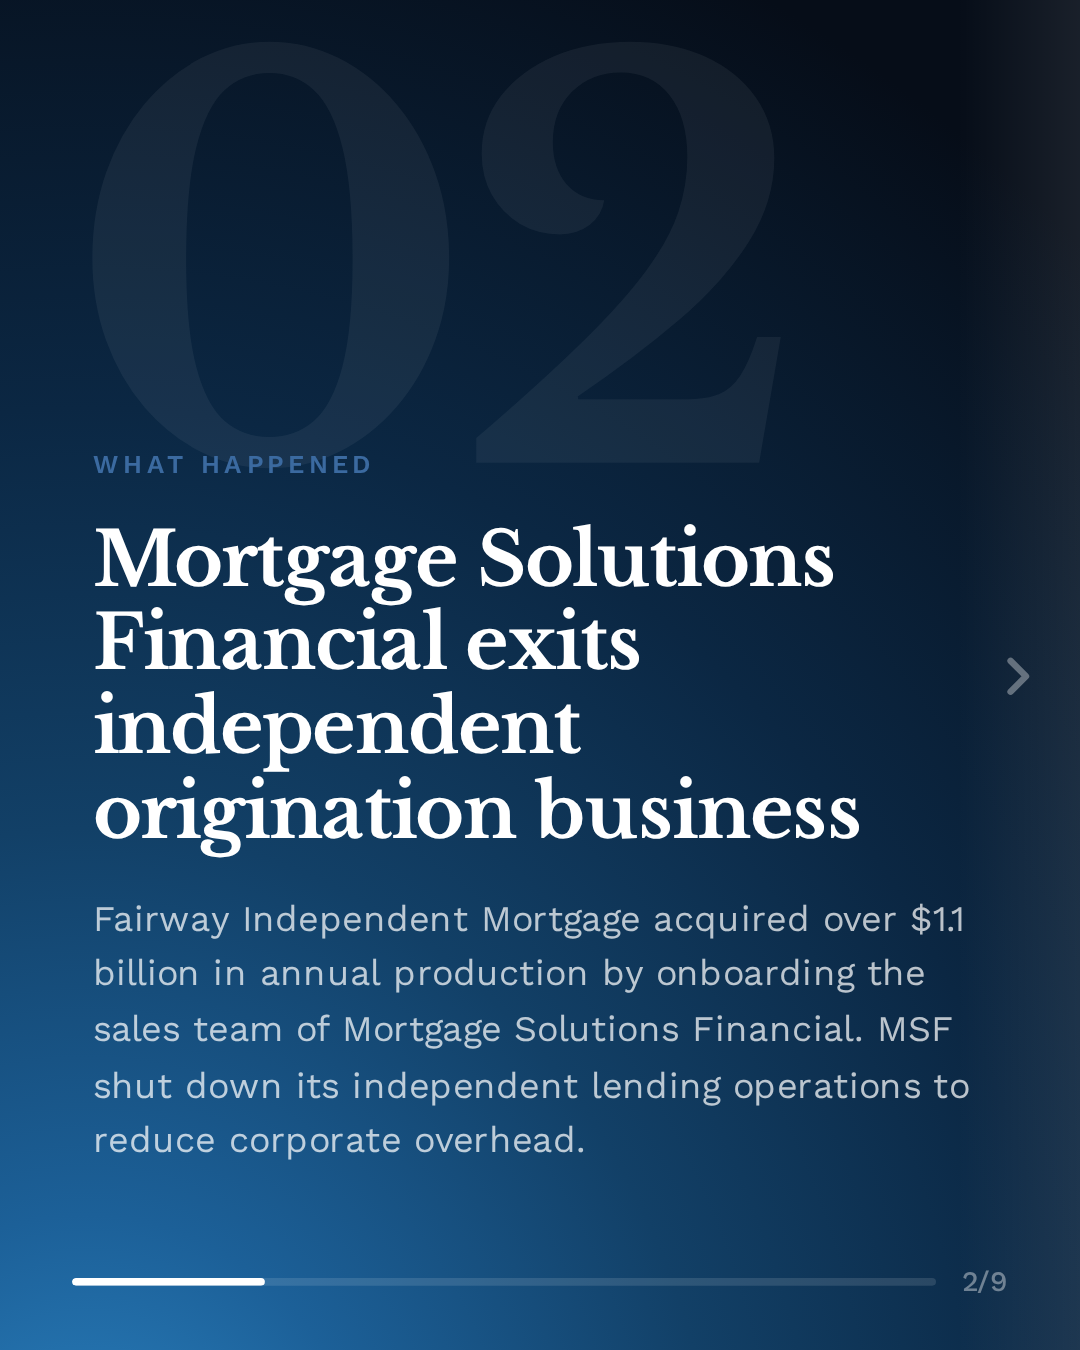 02
WHAT HAPPENED
Mortgage Solutions
Financial exits
independent
origination business
Fairway Independent Mortgage acquired over $1.1
billion in annual production by onboarding the
sales team of Mortgage Solutions Financial. MSF
shut down its independent lending operations to
reduce corporate overhead.
2/9